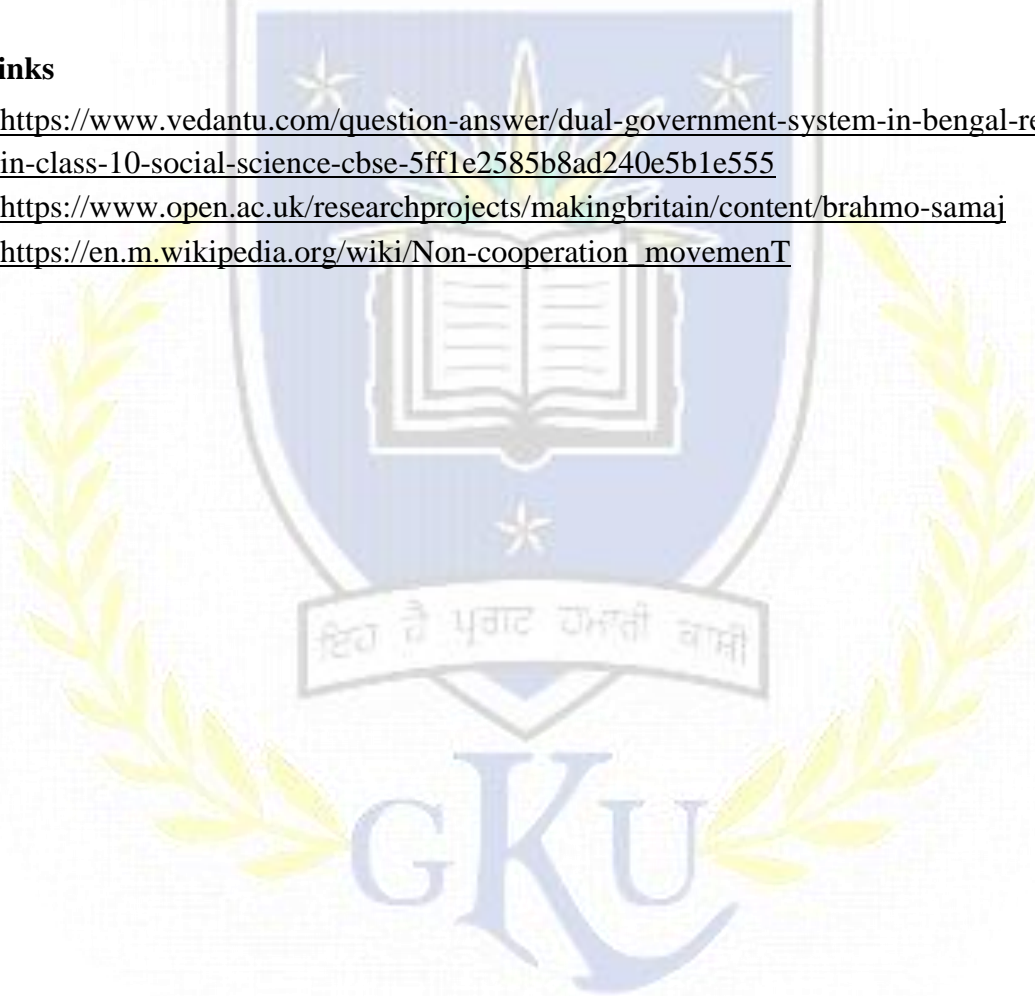 inks
https://www.vedantu.com/question-answer/dual-government-system-in-bengal-re
in-class-10-social-science-cbse-5ff1e2585b8ad240e5b1e555
https://www.open.ac.uk/researchprojects/makingbritain/content/brahmo-samaj
https://en.m.wikipedia.org/wiki/Non-cooperation_movemenT
ਇਹ ਹੈ ਪ੍ਰਗਟ ਹਮਾਰੀ ਕਾਸ਼ੀ
GKU